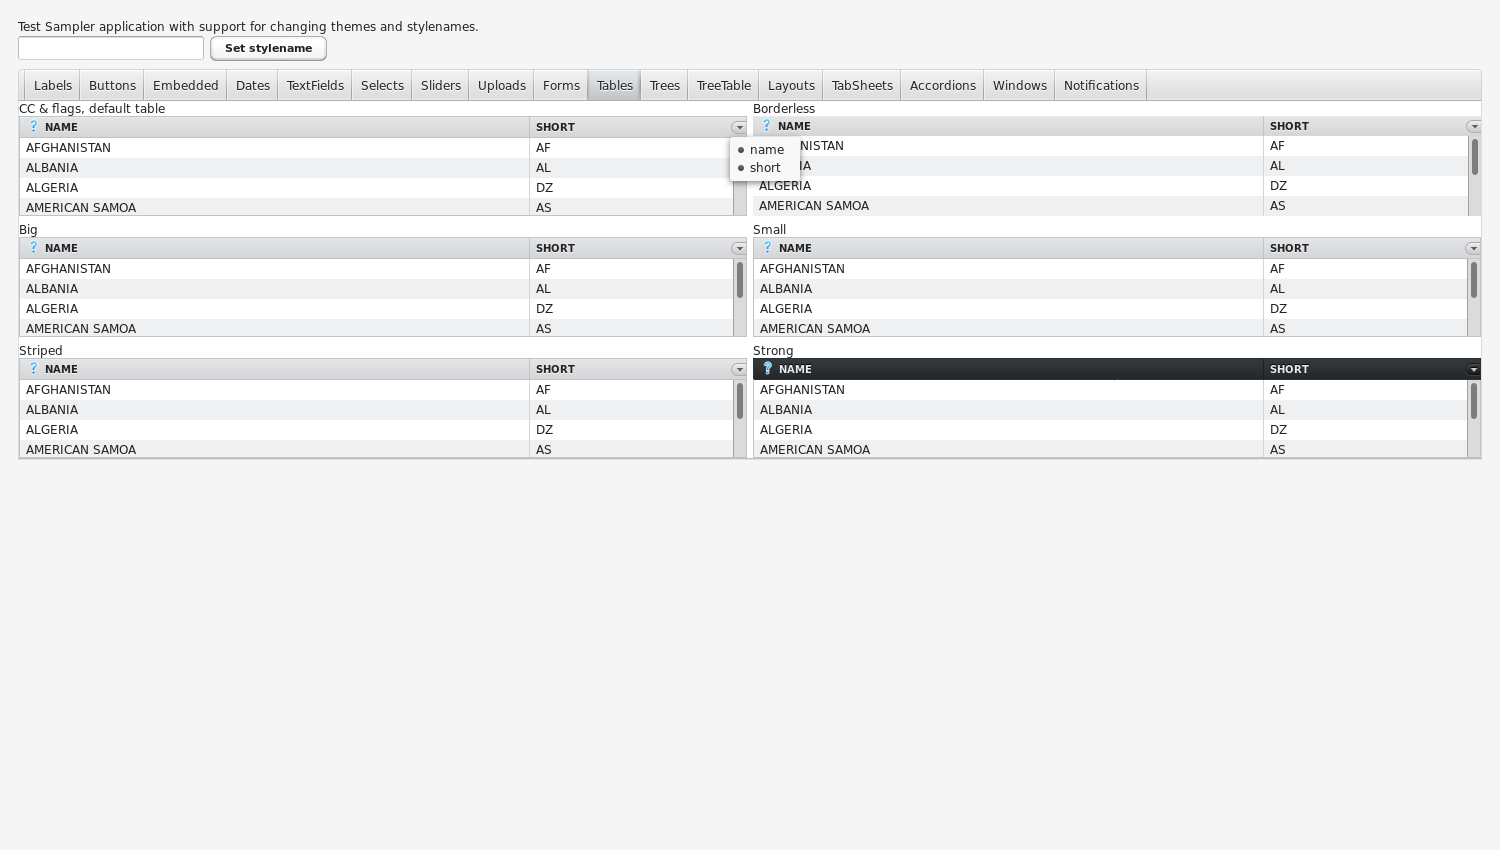 Test Sampler application with support for changing themes and stylenames.
Set stylename
Labels Buttons Embedded Dates TextFields Selects Sliders Uploads Forms Tables Trees TreeTable Layouts TabSheets Accordions Windows Notifications
CC & flags, default table
? NAME SHORT
AFGHANISTAN AF
ALBANIA AL
ALGERIA DZ
AMERICAN SAMOA AS
name
short
Borderless
? NAME SHORT
NISTAN AF
IA AL
ALGERIA DZ
AMERICAN SAMOA AS
Big
? NAME SHORT
AFGHANISTAN AF
ALBANIA AL
ALGERIA DZ
AMERICAN SAMOA AS
Small
? NAME SHORT
AFGHANISTAN AF
ALBANIA AL
ALGERIA DZ
AMERICAN SAMOA AS
Striped
? NAME SHORT
AFGHANISTAN AF
ALBANIA AL
ALGERIA DZ
AMERICAN SAMOA AS
Strong
? NAME SHORT
AFGHANISTAN AF
ALBANIA AL
ALGERIA DZ
AMERICAN SAMOA AS